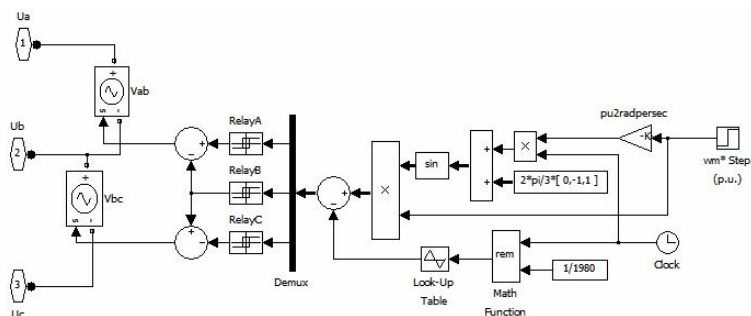 Ua
1
+
Vab
s
-
Ub
2
+
Vbc
s
-
3
Uc
RelayA
RelayB
RelayC
+
-
+
-
Demux
+
-
×
sin
+
+
×
2*pi/3*[ 0,-1,1 ]
pu2radpersec
-K
wm* Step
(p.u.)
Look-Up
Table
rem
Math
Function
1/1980
Clock